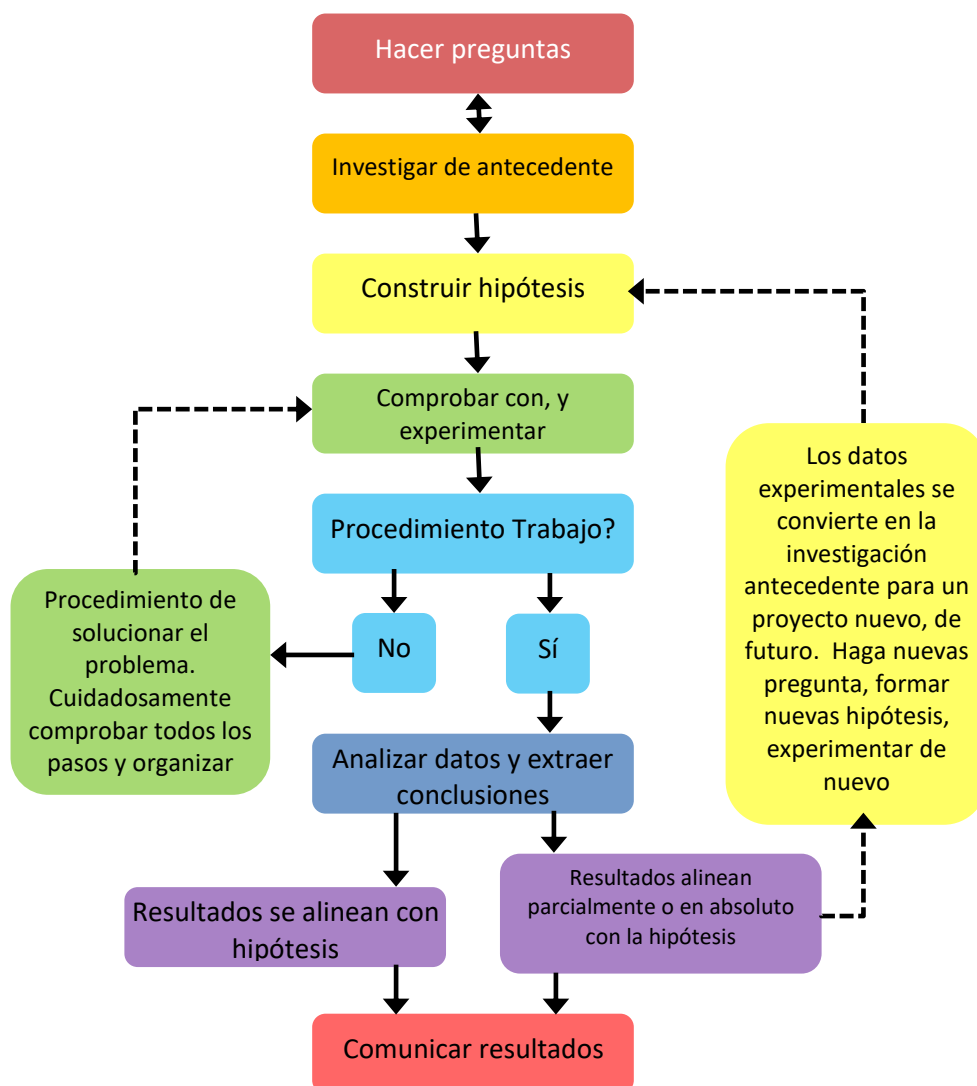 Hacer preguntas
Investigar de antecedente
Construir hipótesis
Comprobar con, y
experimentar
Procedimiento Trabajo?
No
Sí
Procedimiento de
solucionar el
problema.
Cuidadosamente
comprobar todos los
pasos y organizar
Los datos
experimentales se
convierte en la
investigación
antecedente para un
proyecto nuevo, de
futuro. Haga nuevas
pregunta, formar
nuevas hipótesis,
experimentar de
nuevo
Analizar datos y extraer
conclusiones
Resultados se alinean con
hipótesis
Resultados alinean
parcialmente o en absoluto
con la hipótesis
Comunicar resultados